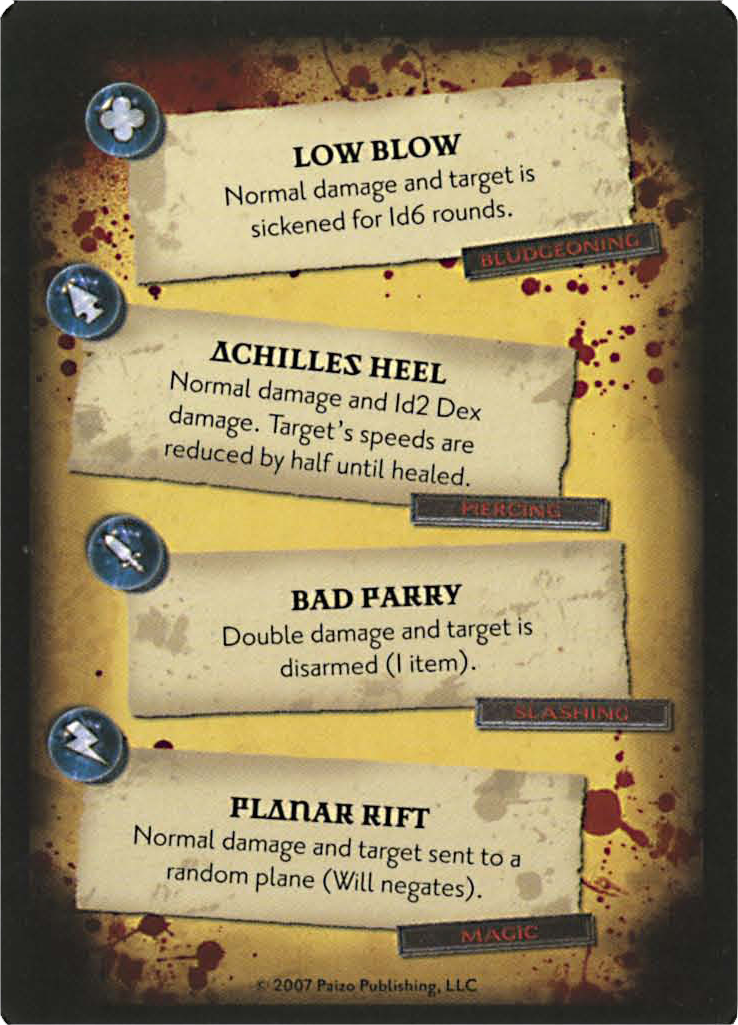 LOW BLOW
Normal damage and target is
sickened for 1d6 rounds.
BLUDGEONING
ACHILLES HEEL
Normal damage and 1d2 Dex
damage. Target's speeds are
reduced by half until healed.
PIERCING
BAD PARRY
Double damage and target is
disarmed (1 item).
SLASHING
PLANAR RIFT
Normal damage and target sent to a
random plane (Will negates).
MAGIC
© 2007 Paizo Publishing, LLC